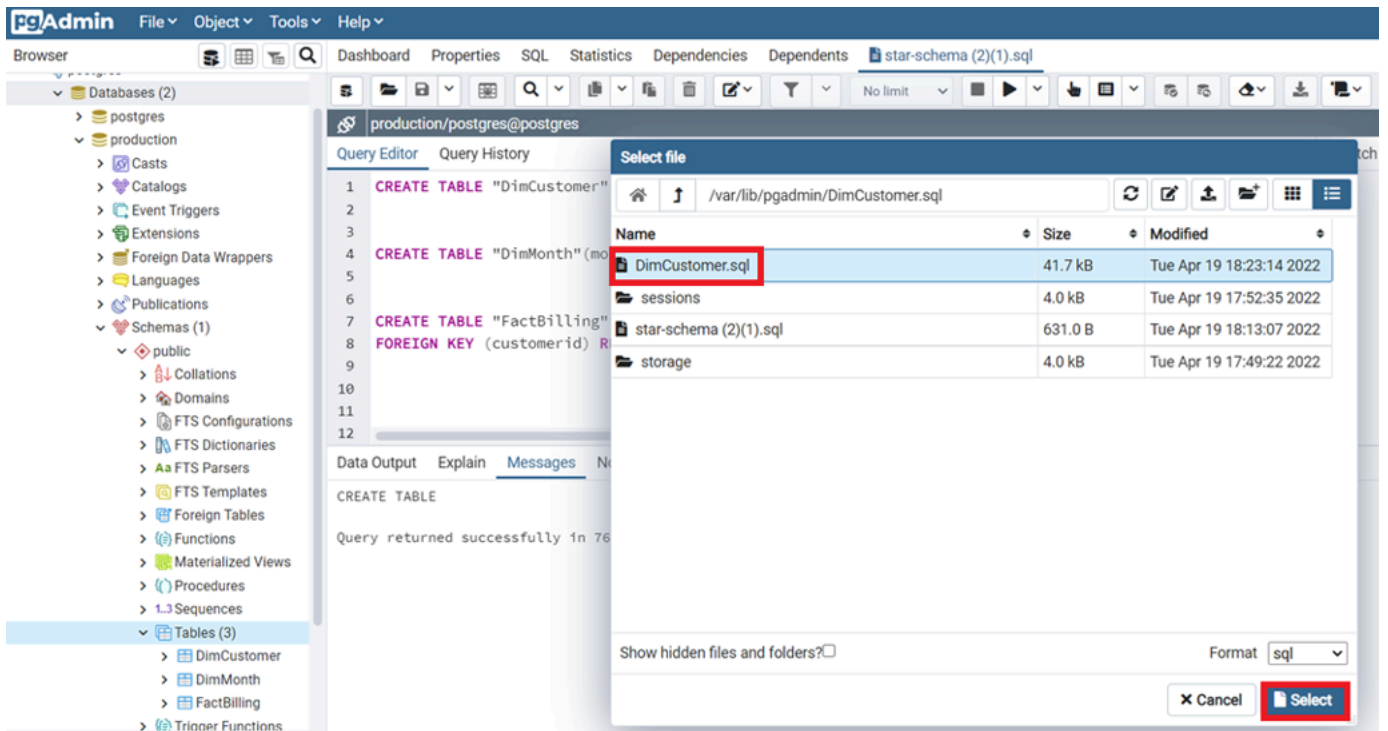 pgAdmin File Object Tools Help
Browser
Dashboard Properties SQL Statistics Dependencies Dependents star-schema (2)(1).sql
Databases (2)
postgres
production
Casts
Catalogs
Event Triggers
Extensions
Foreign Data Wrappers
Languages
Publications
Schemas (1)
public
Collations
Domains
FTS Configurations
FTS Dictionaries
Aa FTS Parsers
FTS Templates
Foreign Tables
Functions
Materialized Views
Procedures
1..3 Sequences
Tables (3)
DimCustomer
DimMonth
FactBilling
Trigger Functions
No limit
production/postgres@postgres
Query Editor Query History
1 CREATE TABLE "DimCustomer"
2
3
4 CREATE TABLE "DimMonth"(mo
5
6
7 CREATE TABLE "FactBilling"
8 FOREIGN KEY (customerid) R
9
10
11
12
Data Output Explain Messages
CREATE TABLE
Query returned successfully in 76
Select file
/var/lib/pgadmin/DimCustomer.sql
Name Size Modified
DimCustomer.sql 41.7 kB Tue Apr 19 18:23:14 2022
sessions 4.0 kB Tue Apr 19 17:52:35 2022
star-schema (2)(1).sql 631.0 B Tue Apr 19 18:13:07 2022
storage 4.0 kB Tue Apr 19 17:49:22 2022
Show hidden files and folders?
Format sql
Cancel Select